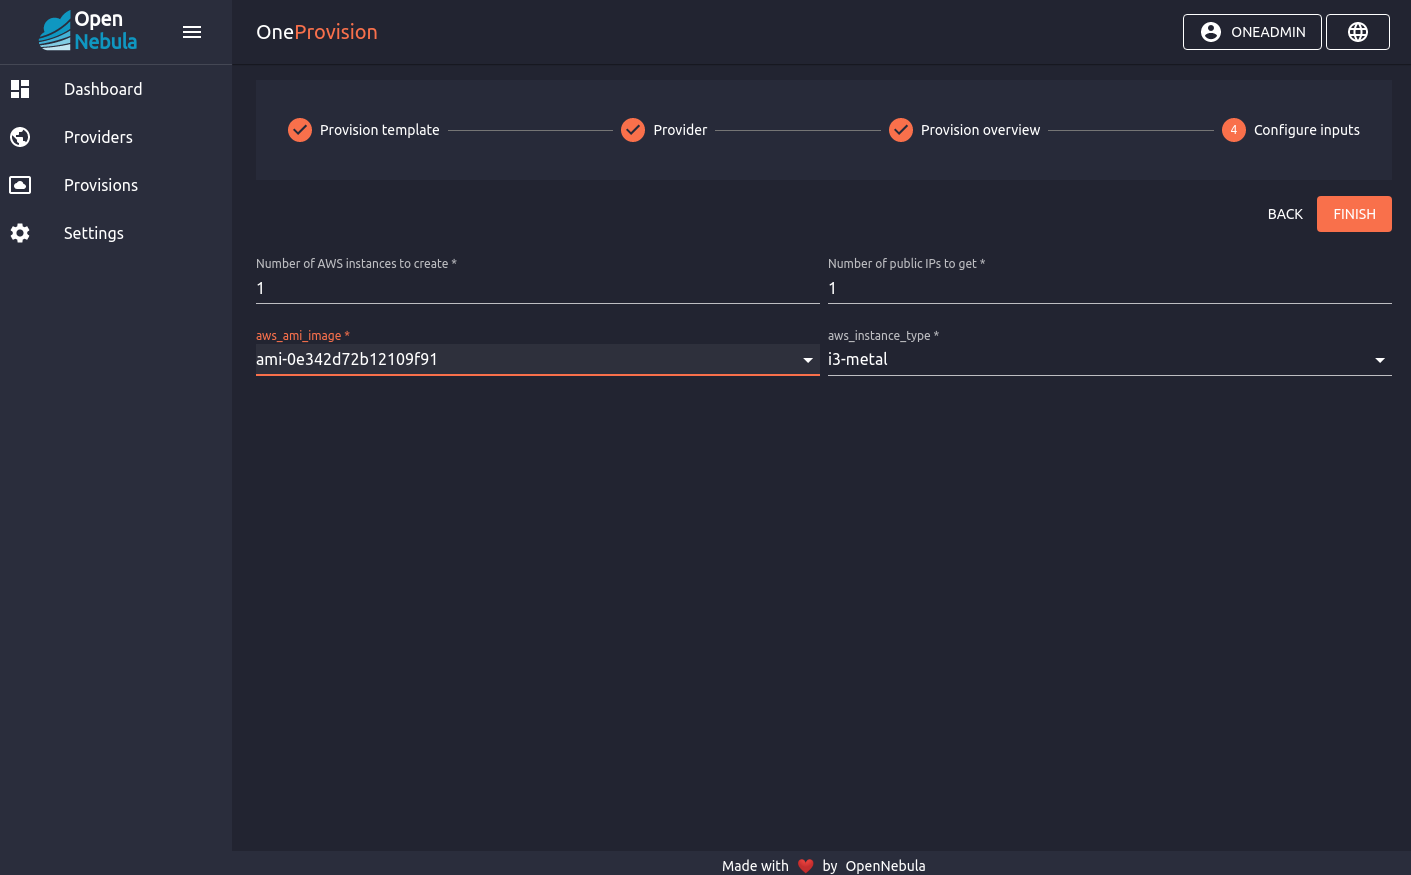 Open
Nebula
OneProvision
ONEADMIN
Dashboard
Providers
Provisions
Settings
Provision template
Provider
Provision overview
4 Configure inputs
BACK FINISH
Number of AWS instances to create * Number of public IPs to get *
1 1
aws_ami_image * aws_instance_type *
ami-0e342d72b12109f91 i3-metal
Made with ❤️ by OpenNebula